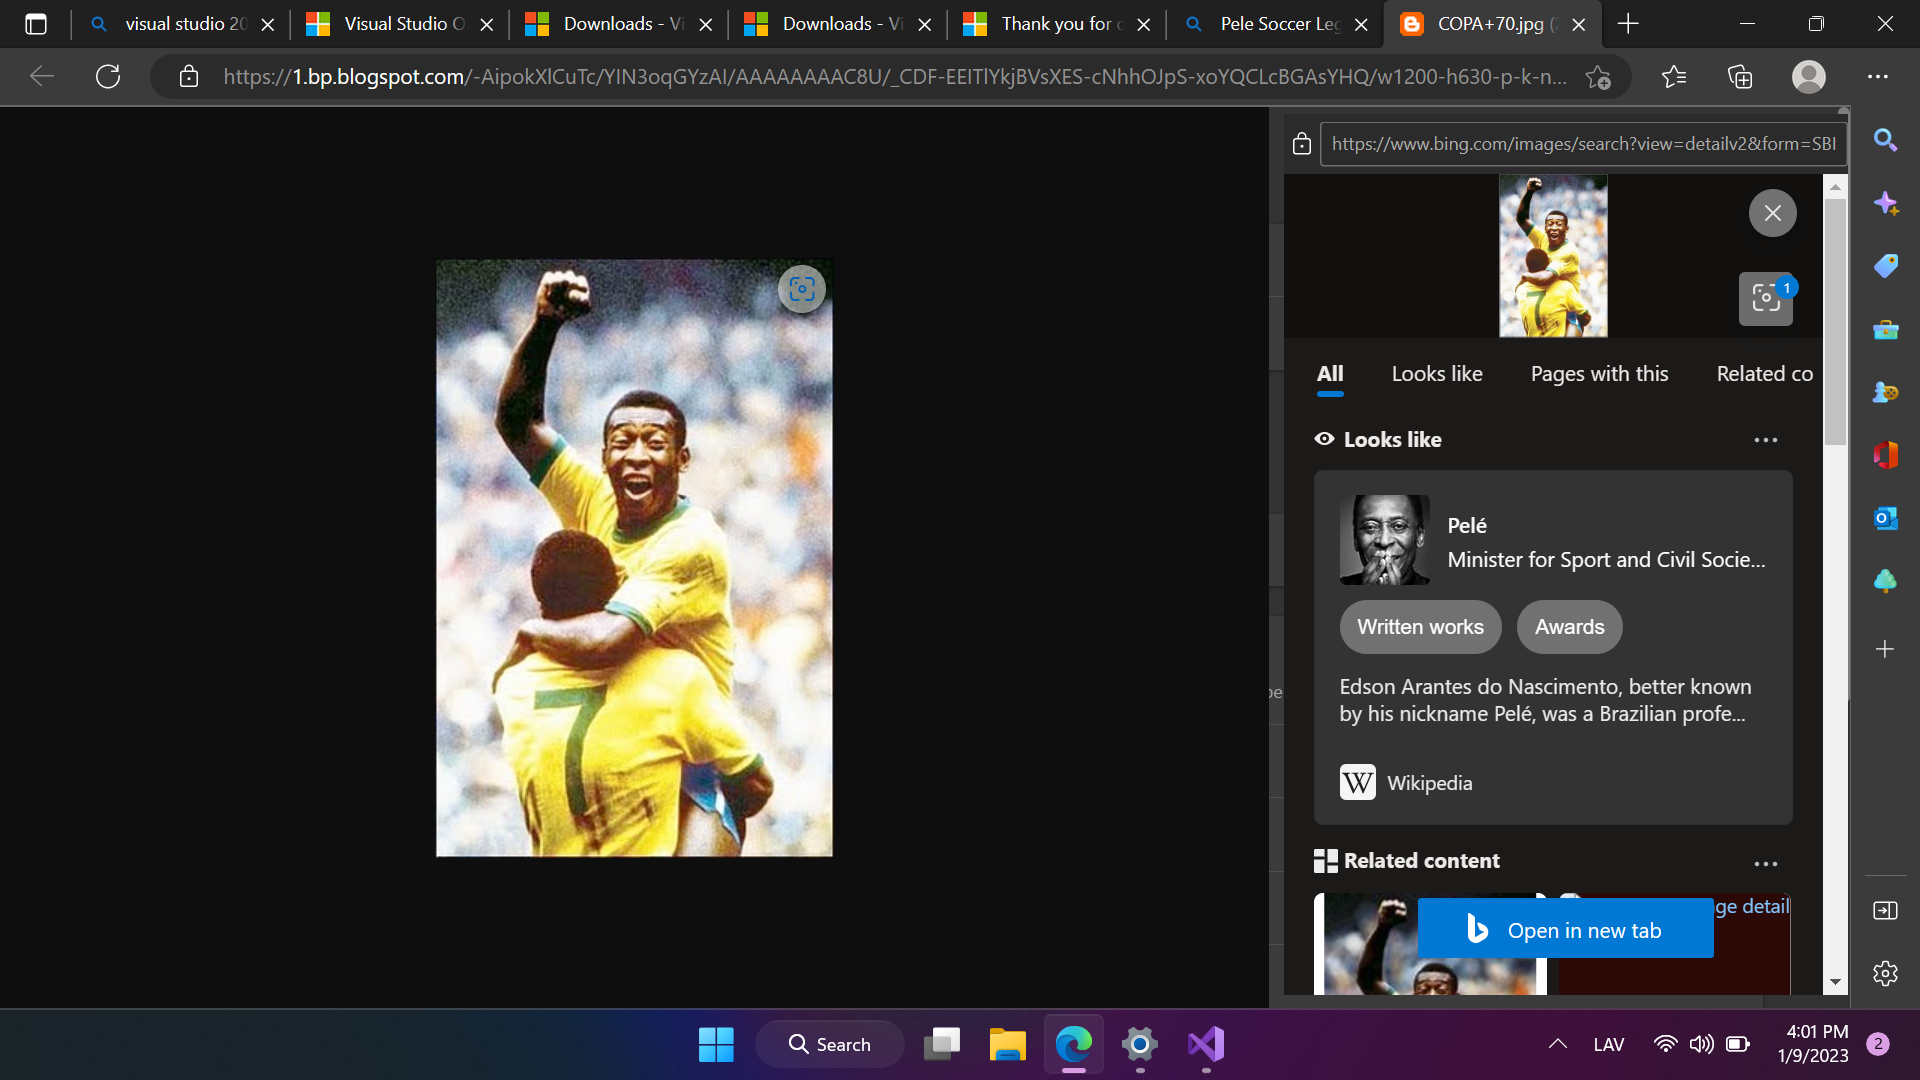 visual studio 20
Visual Studio O
Downloads - Vi
Downloads - Vi
Thank you for d
Pele Soccer Leg
COPA+70.jpg (
https://1.bp.blogspot.com/-AipokXlCuTc/YIN3oqGYzAI/AAAAAAAAC8U/_CDF-EEITlYkjBVsXES-cNhhOJpS-xoYQCLcBGAsYHQ/w1200-h630-p-k-n...
https://www.bing.com/images/search?view=detailv2&form=SBI
1
All Looks like Pages with this Related co
Looks like
Pelé
Minister for Sport and Civil Socie...
Written works Awards
Edson Arantes do Nascimento, better known
by his nickname Pelé, was a Brazilian profe...
W Wikipedia
Related content
ge detail
Open in new tab
7
7
be
Search
LAV
4:01 PM
1/9/2023
2